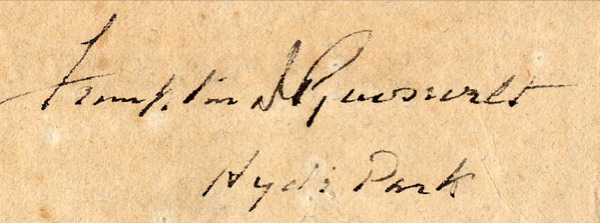 Franklin D Roosevelt
Hyde Park